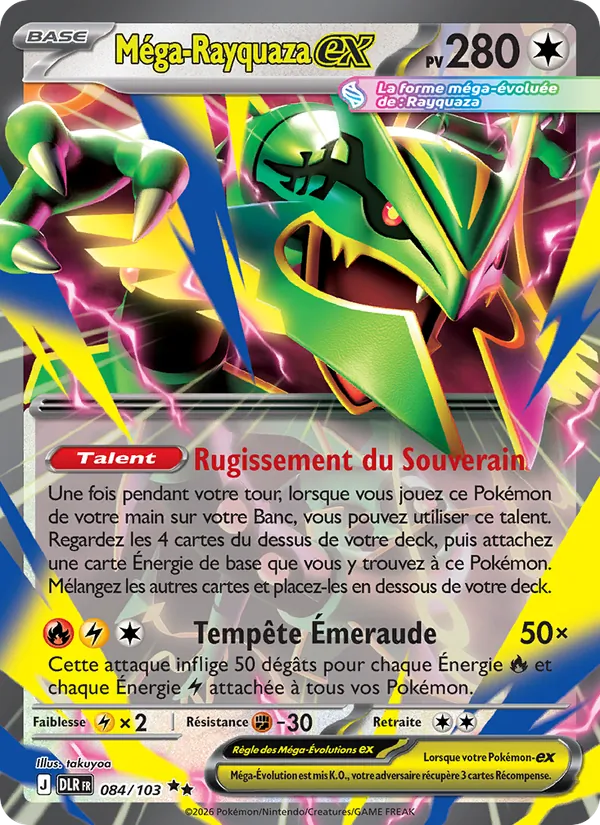 BASE
Méga-Rayquaza ex
PV 280
La forme méga-évoluée
de : Rayquaza
Talent
Rugissement du Souverain
Une fois pendant votre tour, lorsque vous jouez ce Pokémon
de votre main sur votre Banc, vous pouvez utiliser ce talent.
Regardez les 4 cartes du dessus de votre deck, puis attachez
une carte Énergie de base que vous y trouvez à ce Pokémon.
Mélangez les autres cartes et placez-les en dessous de votre deck.
Tempête Émeraude 50×
Cette attaque inflige 50 dégâts pour chaque Énergie et
chaque Énergie attachée à tous vos Pokémon.
Faiblesse ×2 Résistance -30 Retraite
Règle des Méga-Évolutions ex
Lorsque votre Pokémon-ex
Méga-Évolution est mis K.O., votre adversaire récupère 3 cartes Récompense.
Illus. takuyoa
J DLR FR 084/103 ★★
©2026 Pokémon/Nintendo/Creatures/GAME FREAK